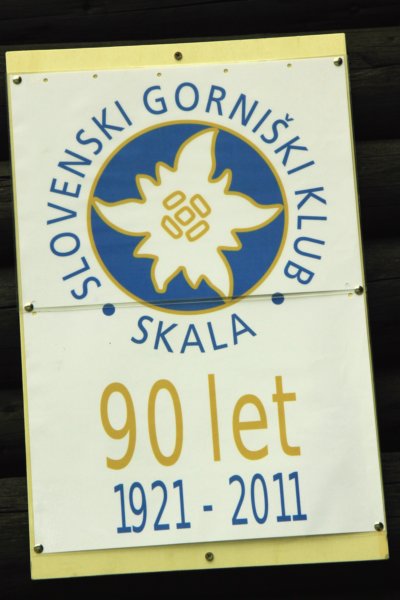 SLOVENSKI GORNIŠKI KLUB
• SKALA •
90 let
1921 - 2011